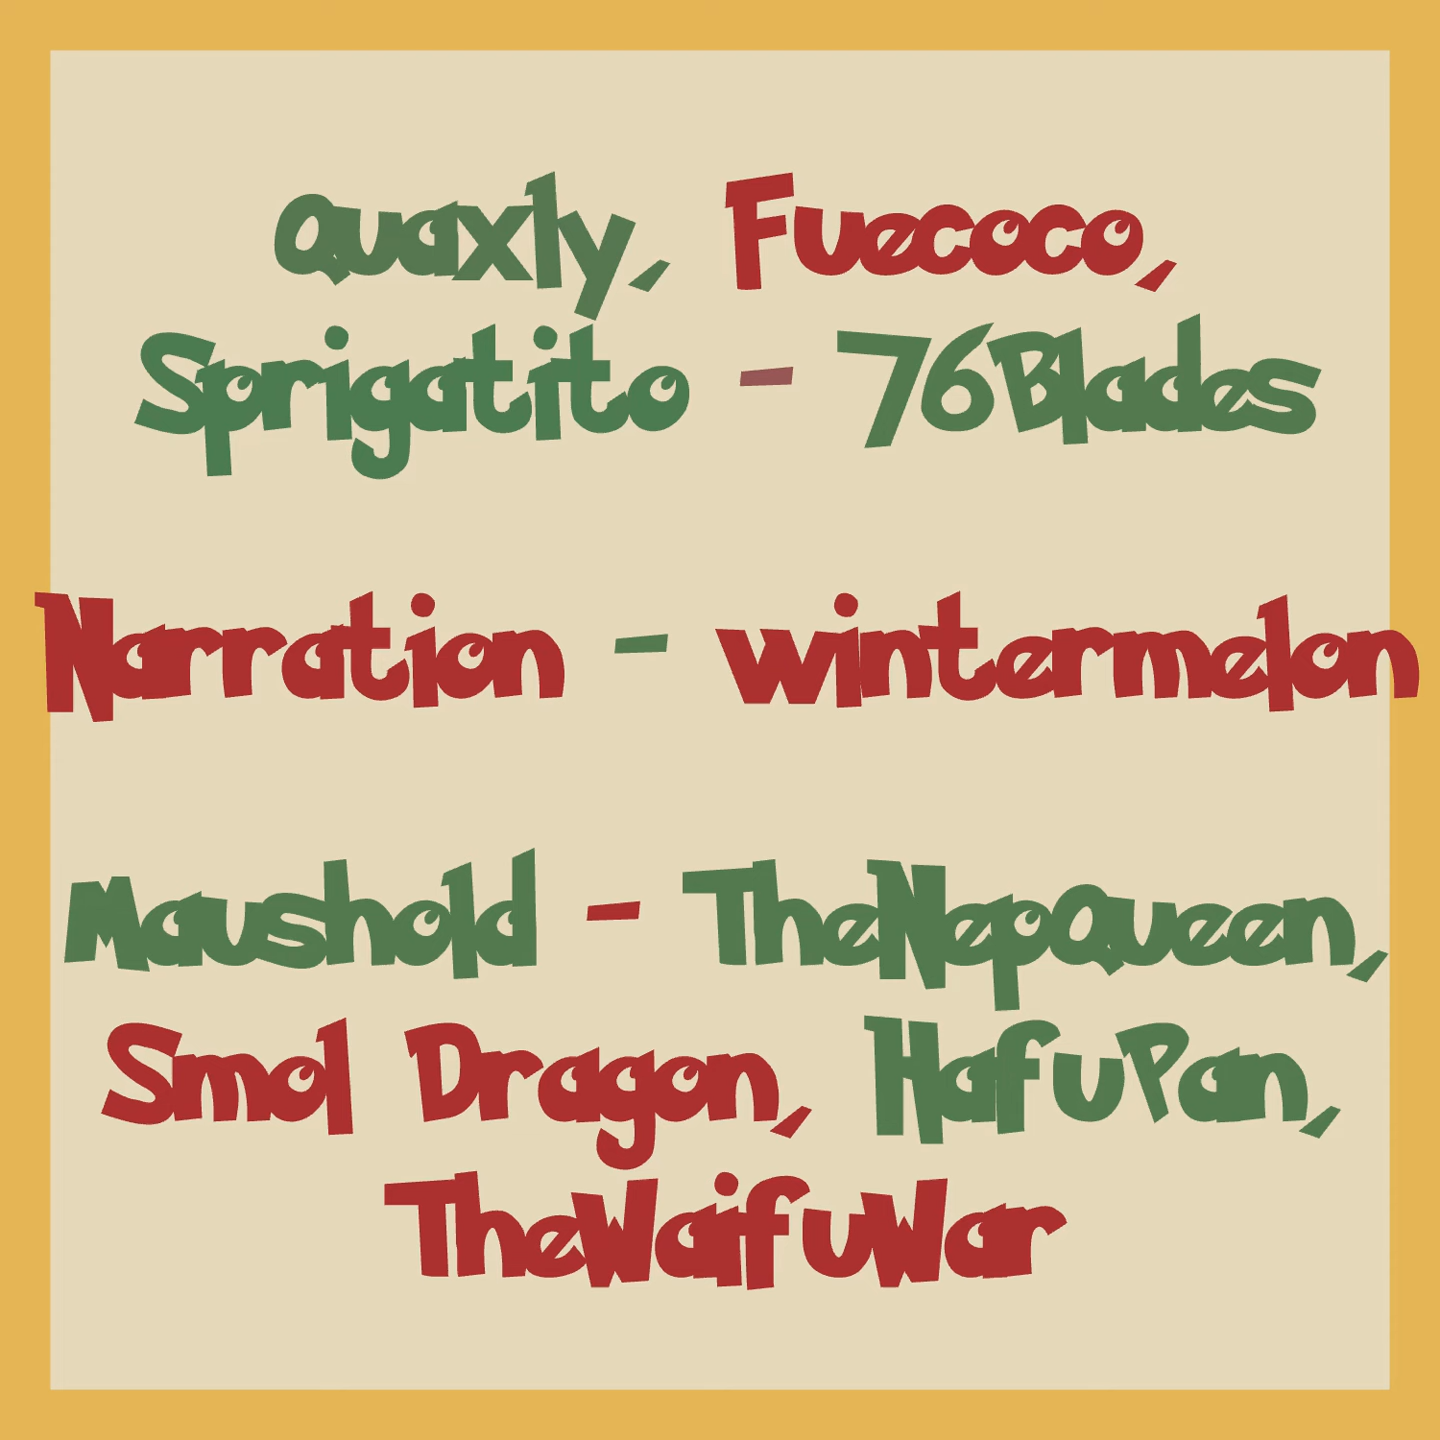 Quaxly, Fuecoco,
Sprigatito - 76Blades
Narration - wintermelon
Maushold - TheNepQueen,
Smol Dragon, HafuPan,
TheWaifuWar